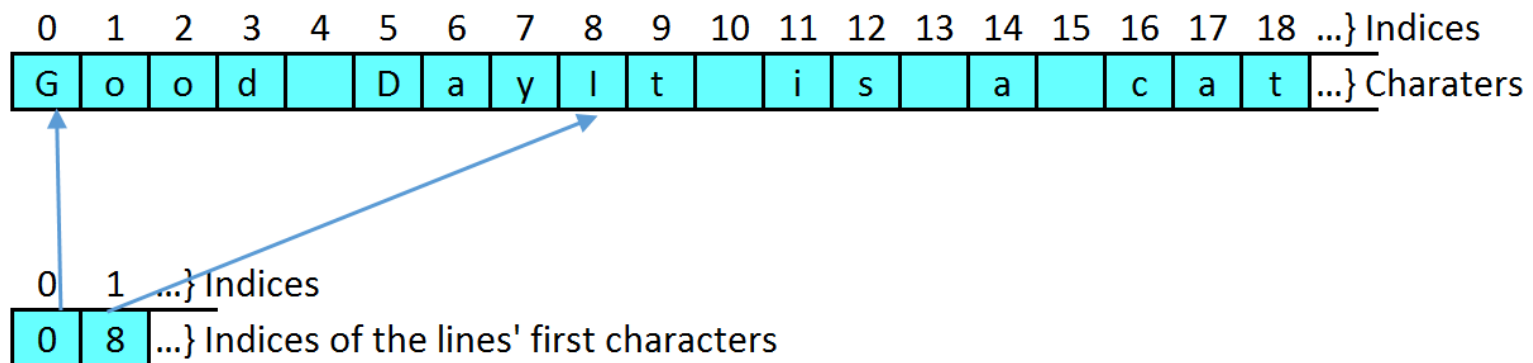 0 1 2 3 4 5 6 7 8 9 10 11 12 13 14 15 16 17 18 ...} Indices
G o o d D a y I t i s a c a t ...} Charaters
0 1 ...} Indices
0 8 ...} Indices of the lines' first characters